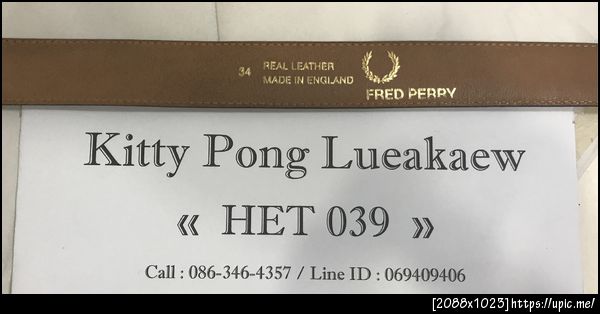 34
REAL LEATHER
MADE IN ENGLAND
FRED PERRY
Kitty Pong Lueakaew
« HET 039 »
Call : 086-346-4357 / Line ID : 069409406
[2088x1023]https://upic.me/